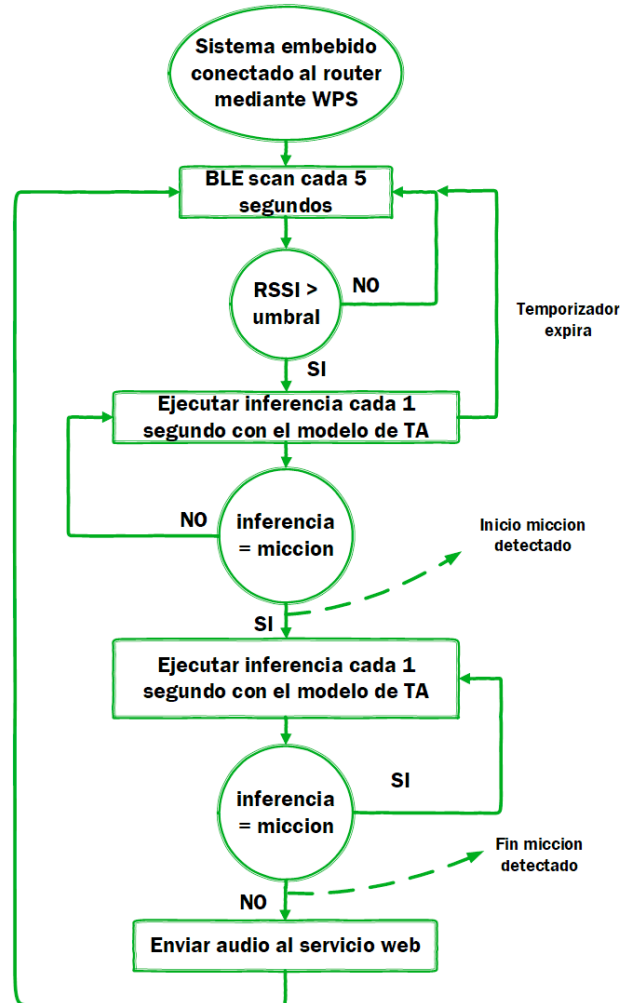 Sistema embebido
conectado al router
mediante WPS
BLE scan cada 5
segundos
RSSI >
umbral
NO
Temporizador
expira
SI
Ejecutar inferencia cada 1
segundo con el modelo de TA
NO
inferencia
= miccion
Inicio miccion
detectado
SI
Ejecutar inferencia cada 1
segundo con el modelo de TA
inferencia
= miccion
SI
Fin miccion
detectado
NO
Enviar audio al servicio web